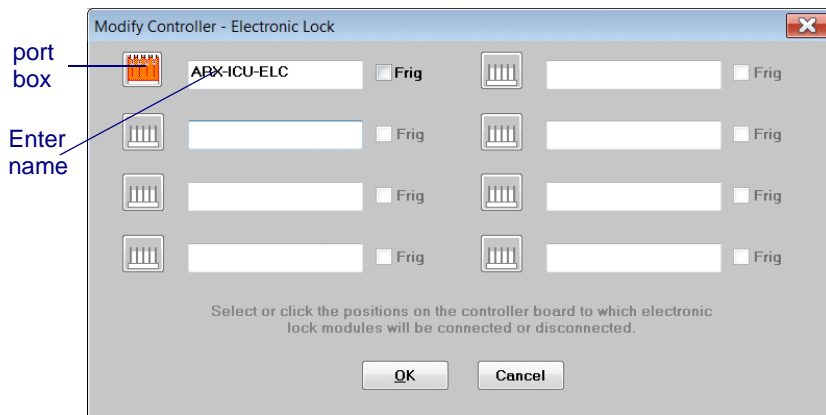 Modify Controller - Electronic Lock
port
box
ARX-ICU-ELC
Frig
Frig
Enter
name
Frig
Frig
Frig
Frig
Frig
Frig
Select or click the positions on the controller board to which electronic
lock modules will be connected or disconnected.
OK
Cancel